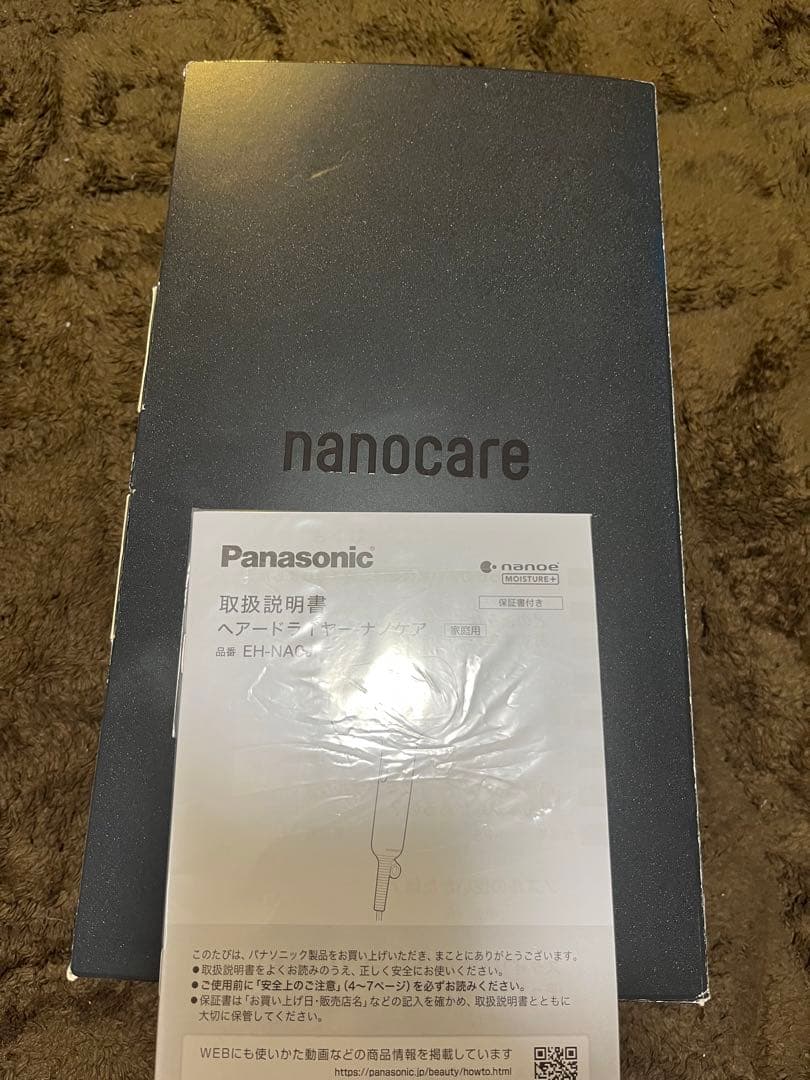 nanocare
Panasonic
nanoe
MOISTURE+
取扱説明書
保証書付き
ヘアードライヤー ナノケア 家庭用
品番
このたびは、パナソニック製品をお買い上げいただき、まことにありがとうございます。
●取扱説明書をよくお読みのうえ、正しく安全にお使いください。
●ご使用前に「安全上のご注意」(4~7ページ)を必ずお読みください。
●保証書は「お買い上げ日・販売店名」などの記入を確かめ、取扱説明書とともに
大切に保管してください。
WEBにも使いかた動画などの商品情報を掲載しています
https://panasonic.jp/beauty/howto.html